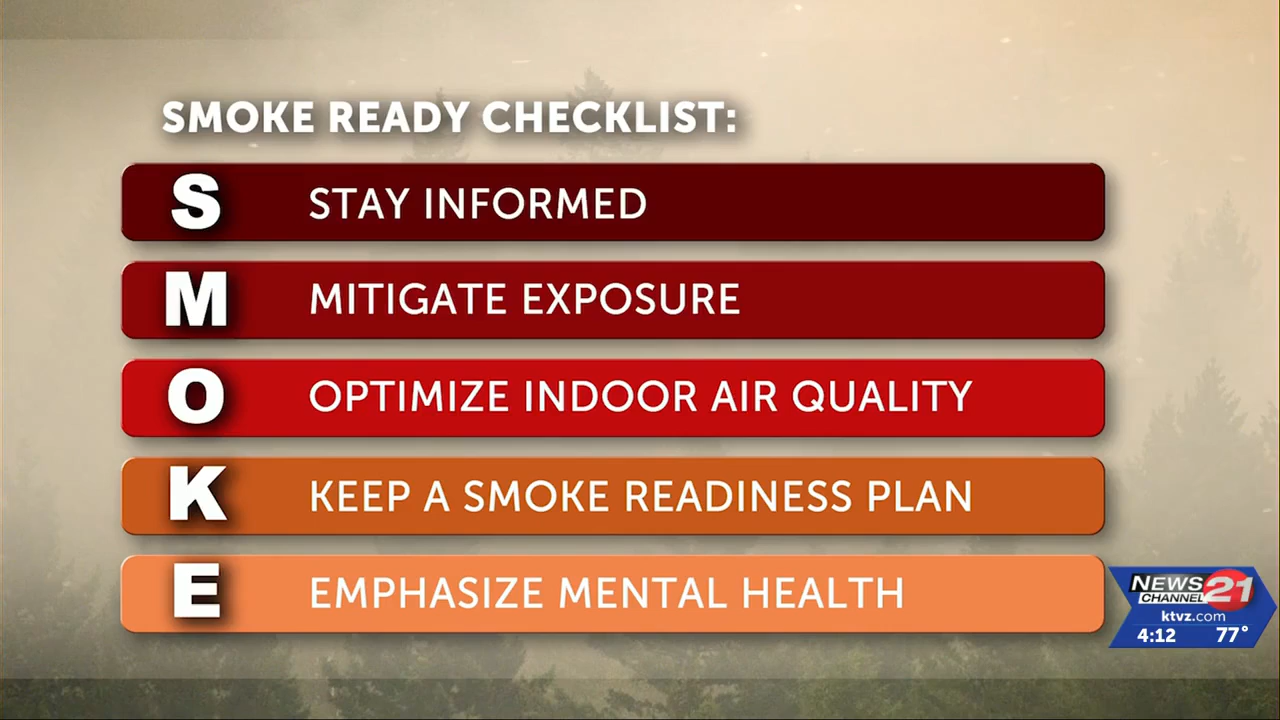 SMOKE READY CHECKLIST:
S STAY INFORMED
M MITIGATE EXPOSURE
O OPTIMIZE INDOOR AIR QUALITY
K KEEP A SMOKE READINESS PLAN
E EMPHASIZE MENTAL HEALTH
NEWS CHANNEL 21
ktvz.com
4:12 77°